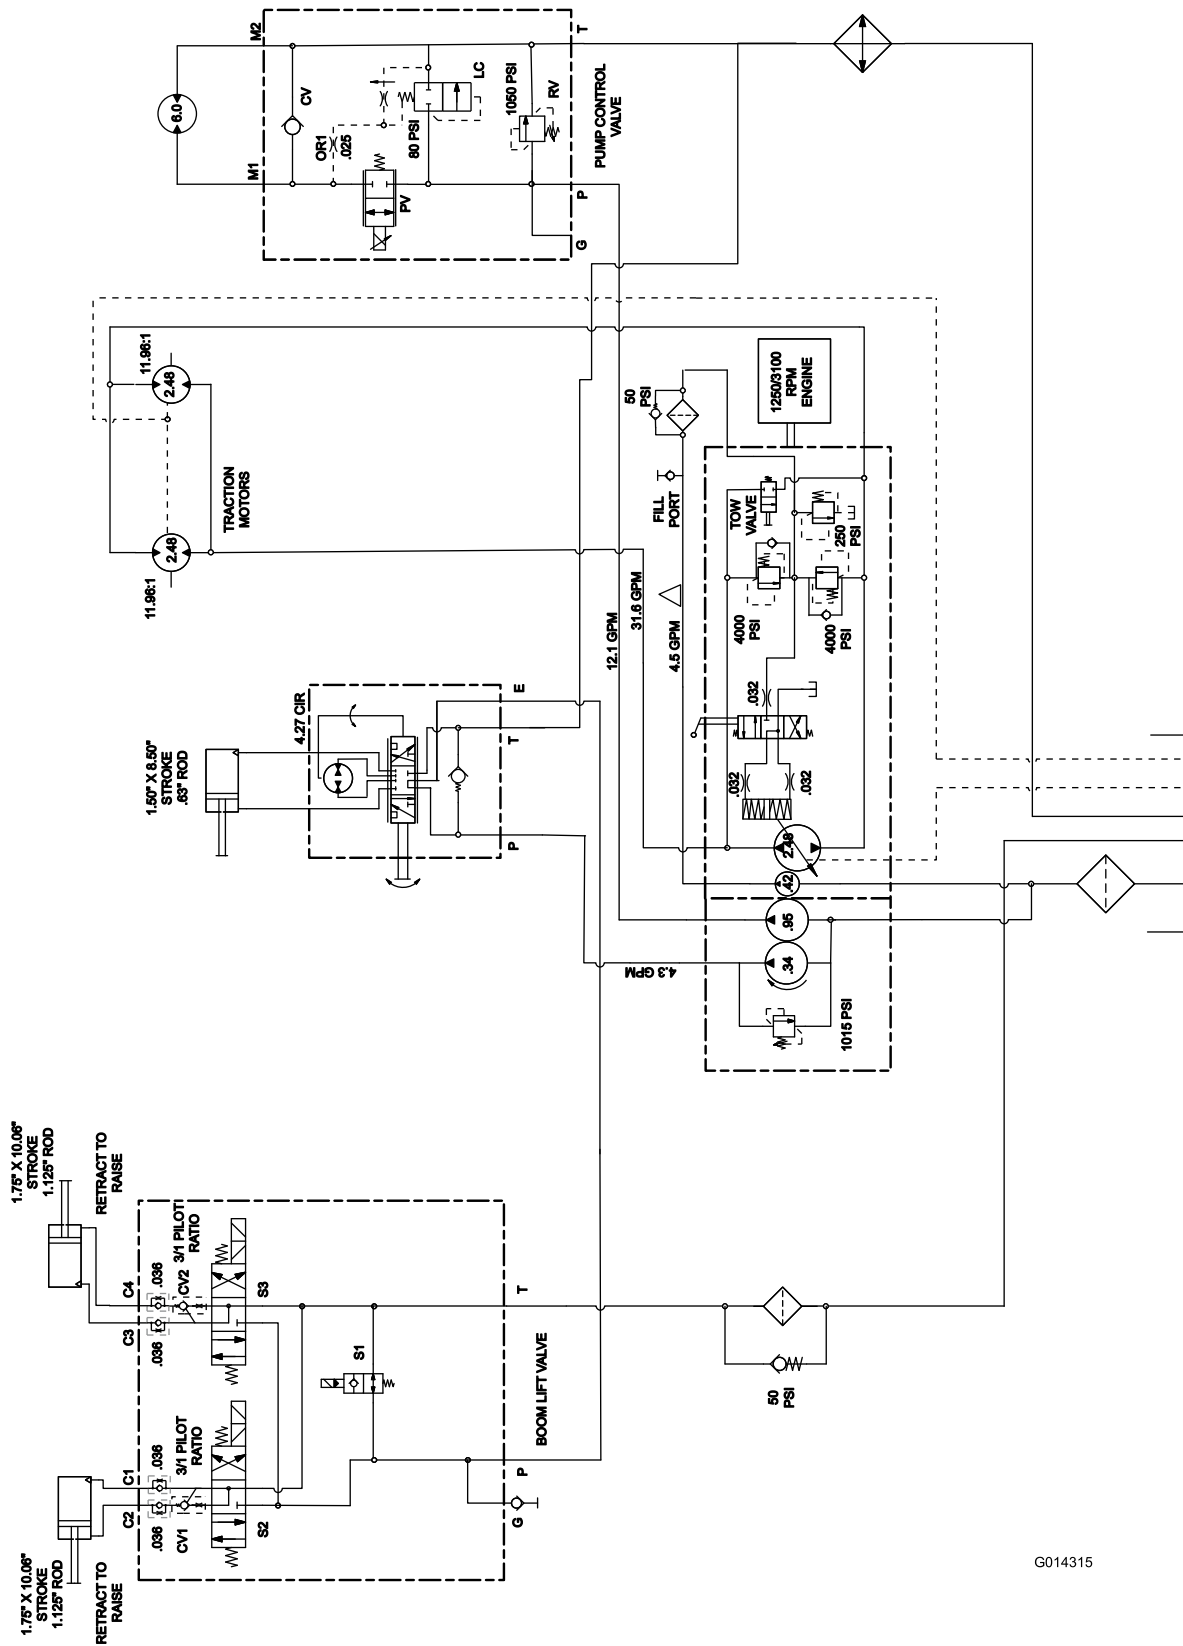 M2
6.0
M1
CV
OR1
.025
80 PSI
LC
1050 PSI
RV
PV
PUMP CONTROL
VALVE
T
P
G
11.96:1
2.48
11.96:1
2.48
TRACTION
MOTORS
50
PSI
1250/3100
RPM
ENGINE
FILL
PORT
TOW
VALVE
250
PSI
4000
PSI
4000
PSI
12.1 GPM
31.6 GPM
4.5 GPM
1.50" X 8.50"
STROKE
.63" ROD
4.27 CIR
E
T
P
.032
.032
.032
2.48
.42
.95
.34
4.3 GPM
1015 PSI
1.75" X 10.06"
STROKE
1.125" ROD
RETRACT TO
RAISE
C4
C3
.036
.036
CV2
3/1 PILOT
RATIO
S3
T
S1
BOOM LIFT VALVE
50
PSI
1.75" X 10.06"
STROKE
1.125" ROD
RETRACT TO
RAISE
C1
C2
.036
.036
CV1
3/1 PILOT
RATIO
S2
P
G
G014315